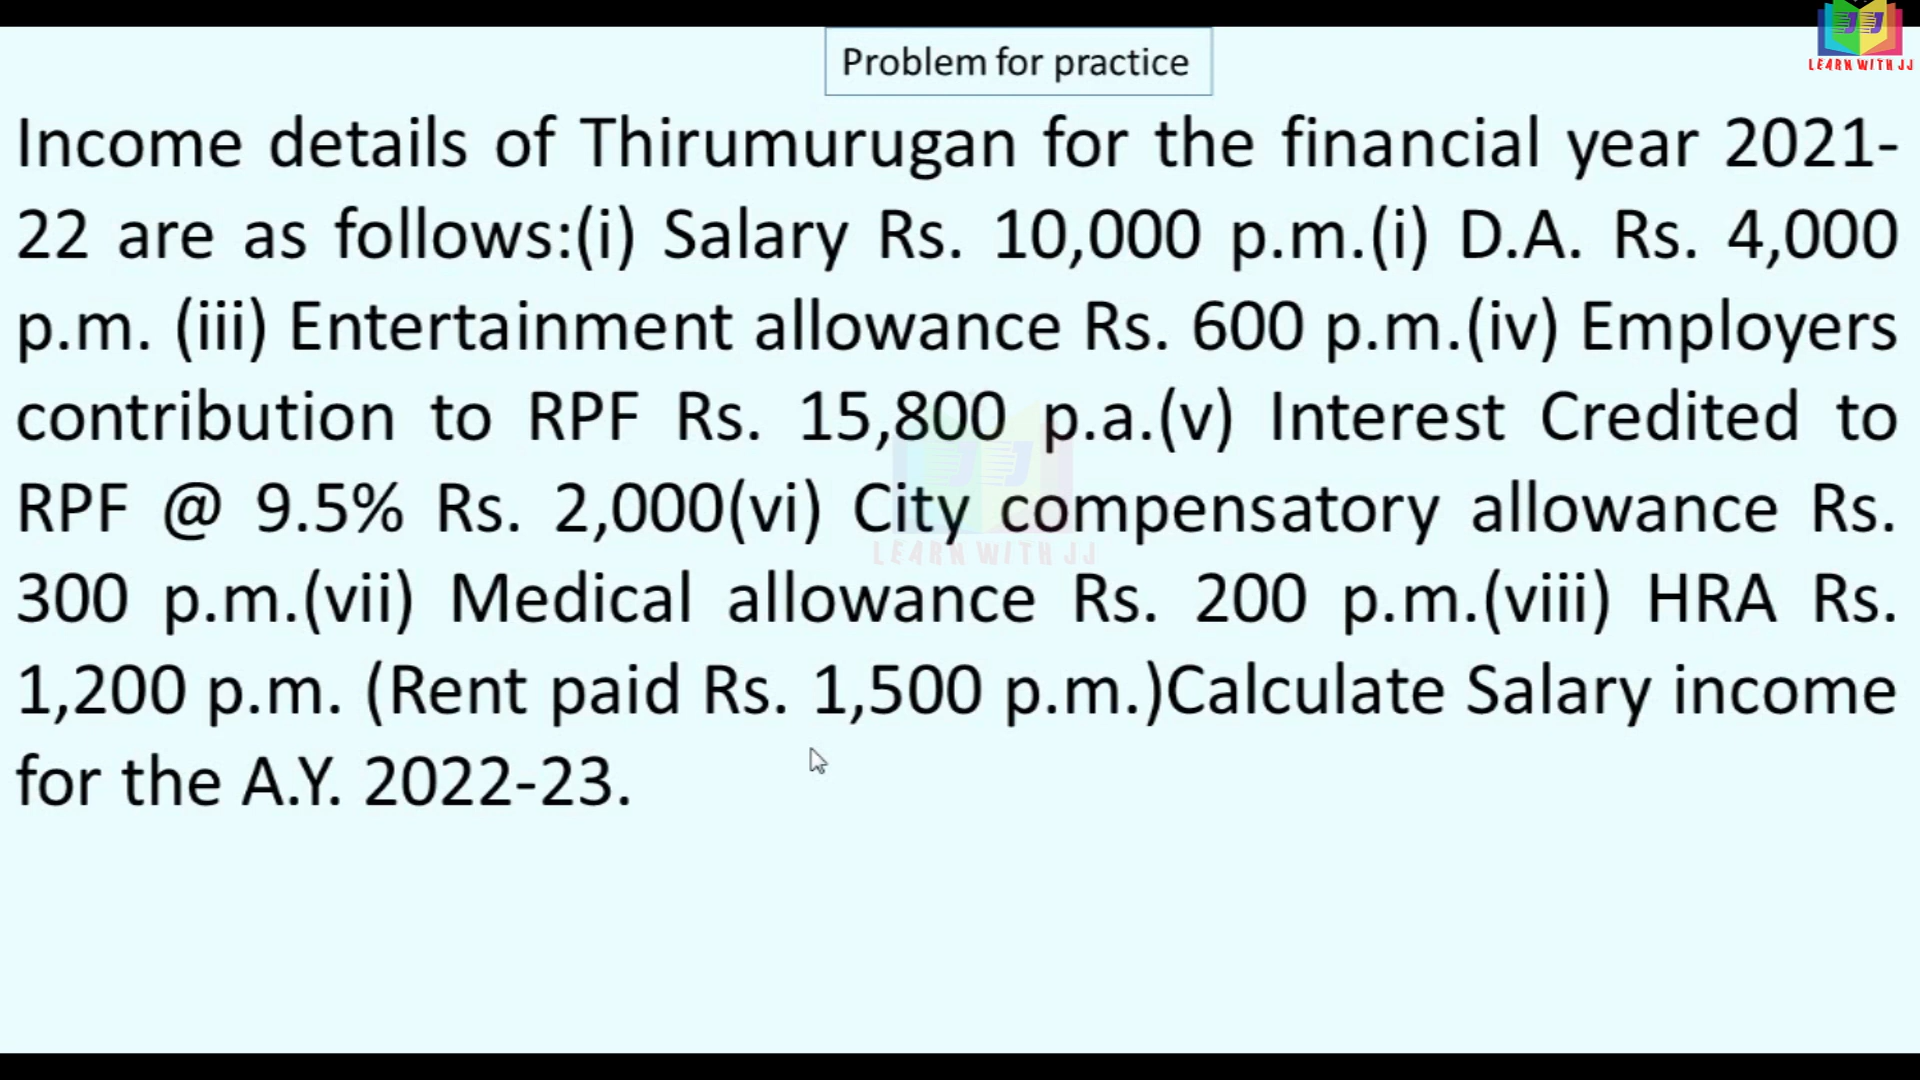 Problem for practice
LEARN WITH JJ
Income details of Thirumurugan for the financial year 2021-
22 are as follows:(i) Salary Rs. 10,000 p.m.(i) D.A. Rs. 4,000
p.m. (iii) Entertainment allowance Rs. 600 p.m.(iv) Employers
contribution to RPF Rs. 15,800 p.a.(v) Interest Credited to
RPF @ 9.5% Rs. 2,000(vi) City compensatory allowance Rs.
LEARN WITH JJ
300 p.m.(vii) Medical allowance Rs. 200 p.m.(viii) HRA Rs.
1,200 p.m. (Rent paid Rs. 1,500 p.m.)Calculate Salary income
for the A.Y. 2022-23.